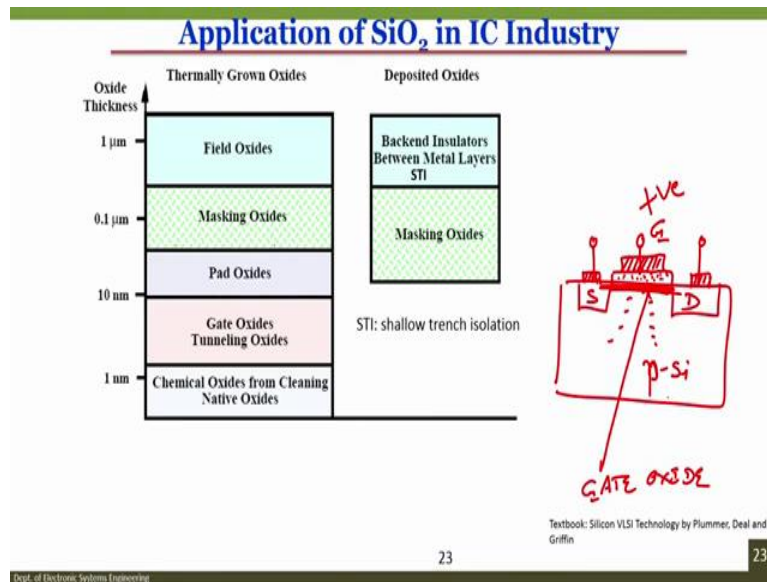 Application of SiO2 in IC Industry
Thermally Grown Oxides
Deposited Oxides
Oxide
Thickness
1 µm
Field Oxides
Backend Insulators
Between Metal Layers
STI
0.1 µm
Masking Oxides
Masking Oxides
Pad Oxides
10 nm
Gate Oxides
Tunneling Oxides
STI: shallow trench isolation
1 nm
Chemical Oxides from Cleaning
Native Oxides
+ve
G
S
D
p-Si
GATE OXIDE
Textbook: Silicon VLSI Technology by Plummer, Deal and
Griffin
23
23
Dept. of Electronic Systems Engineering